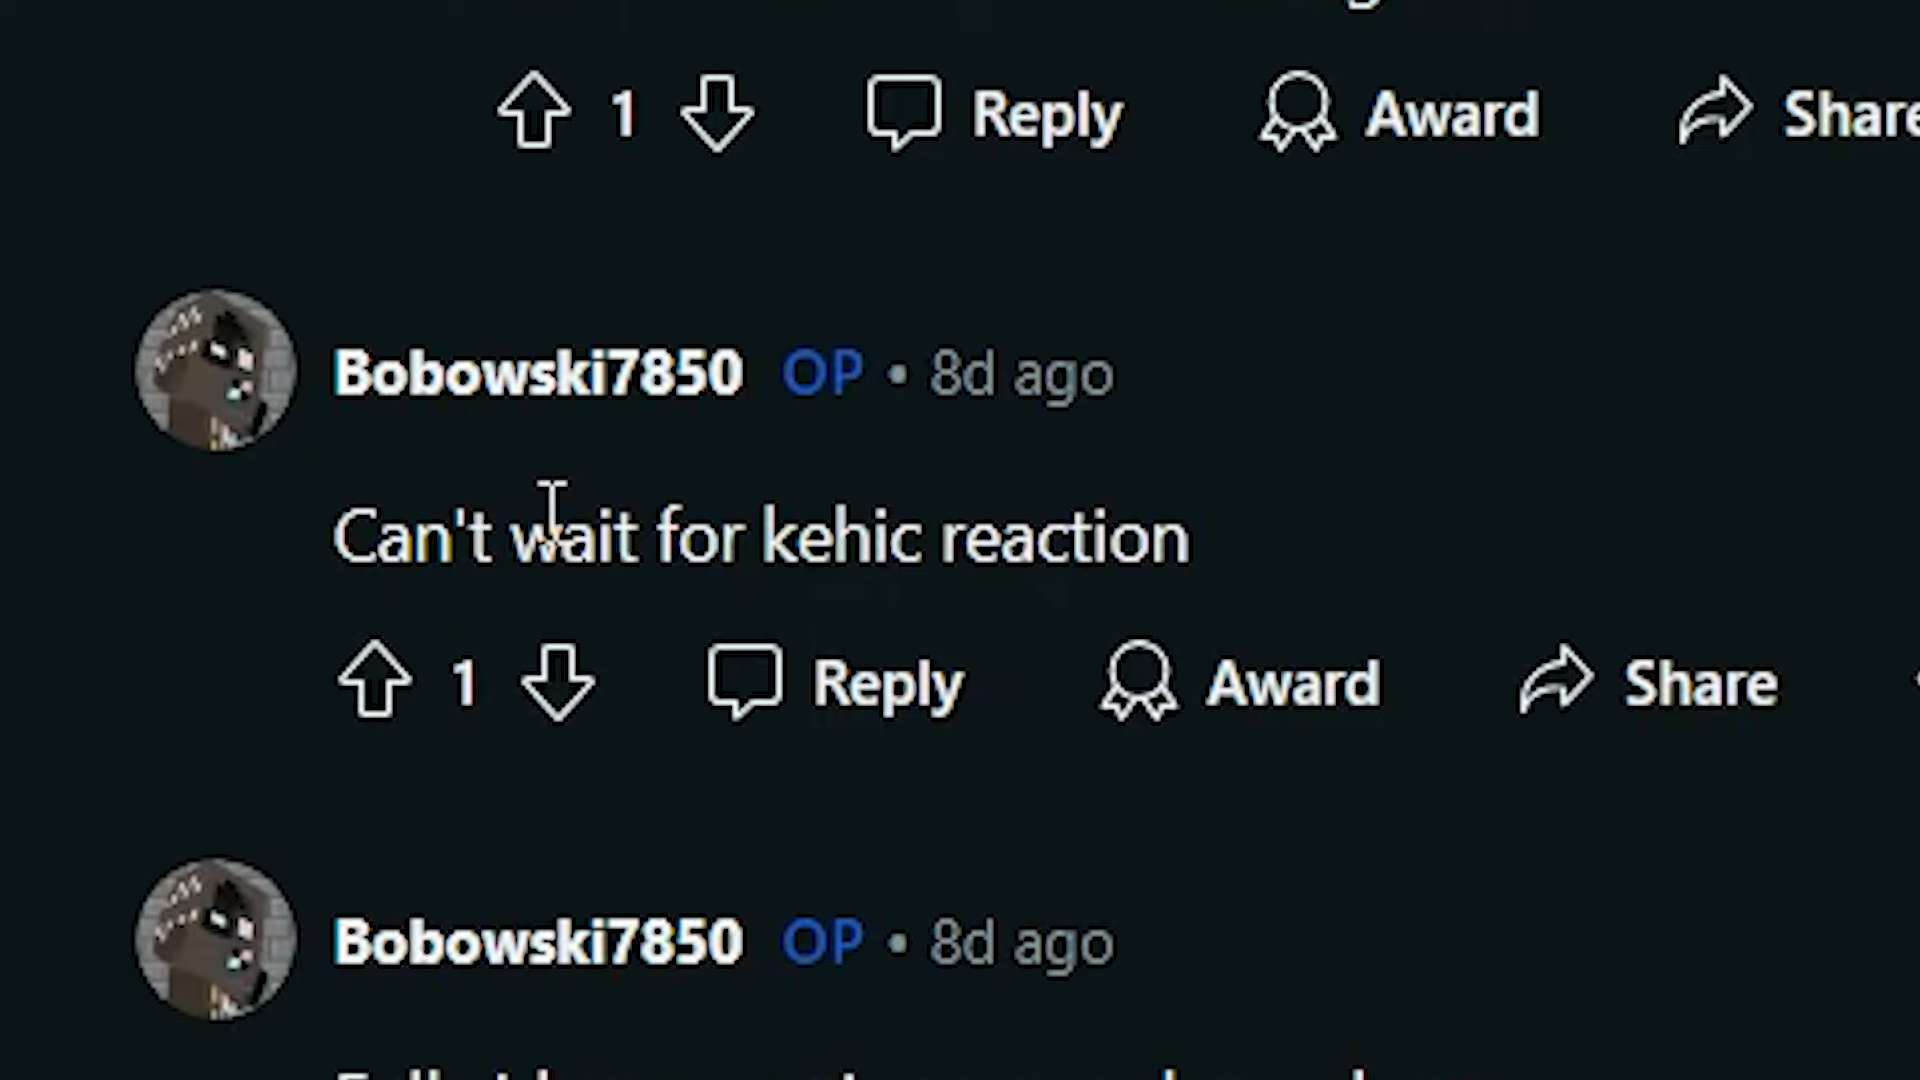 1 Reply Award Share
Bobowski7850 OP • 8d ago
Can't wait for kehic reaction
1 Reply Award Share
Bobowski7850 OP • 8d ago